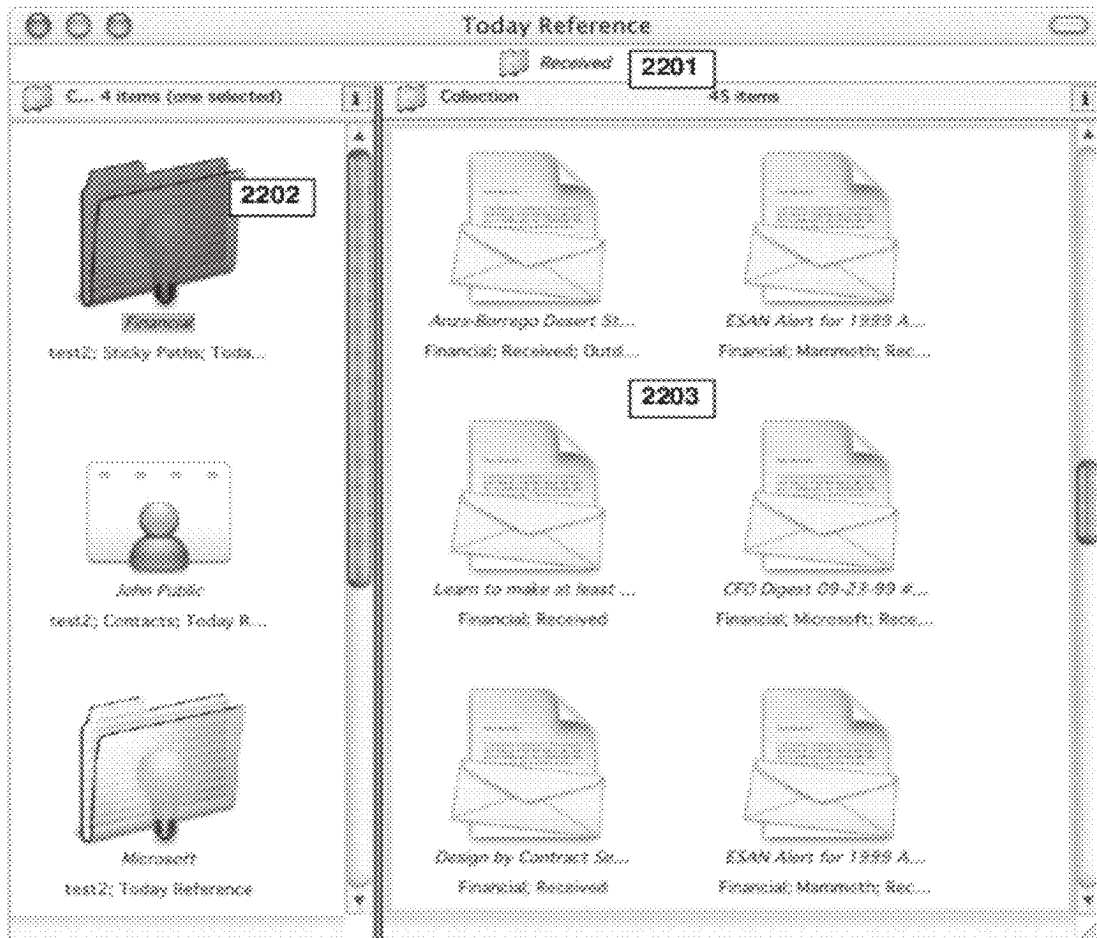 Today Reference
Received 2201
C... 4 items (one selected) i
Collection 45 items i
2202
Financial
test2; Sticky Paths; Toda...
John Public
test2; Contacts; Today R...
Microsoft
test2; Today Reference
Anza-Borrego Desert St...
Financial; Received; Outd...
ESAN Alert for 1999 A...
Financial; Mammoth; Rec...
2203
Learn to make at least ...
Financial; Received
CFO Digest 09-23-99 #...
Financial; Microsoft; Rece...
Design by Contract Se...
Financial; Received
ESAN Alert for 1999 A...
Financial; Mammoth; Rec...